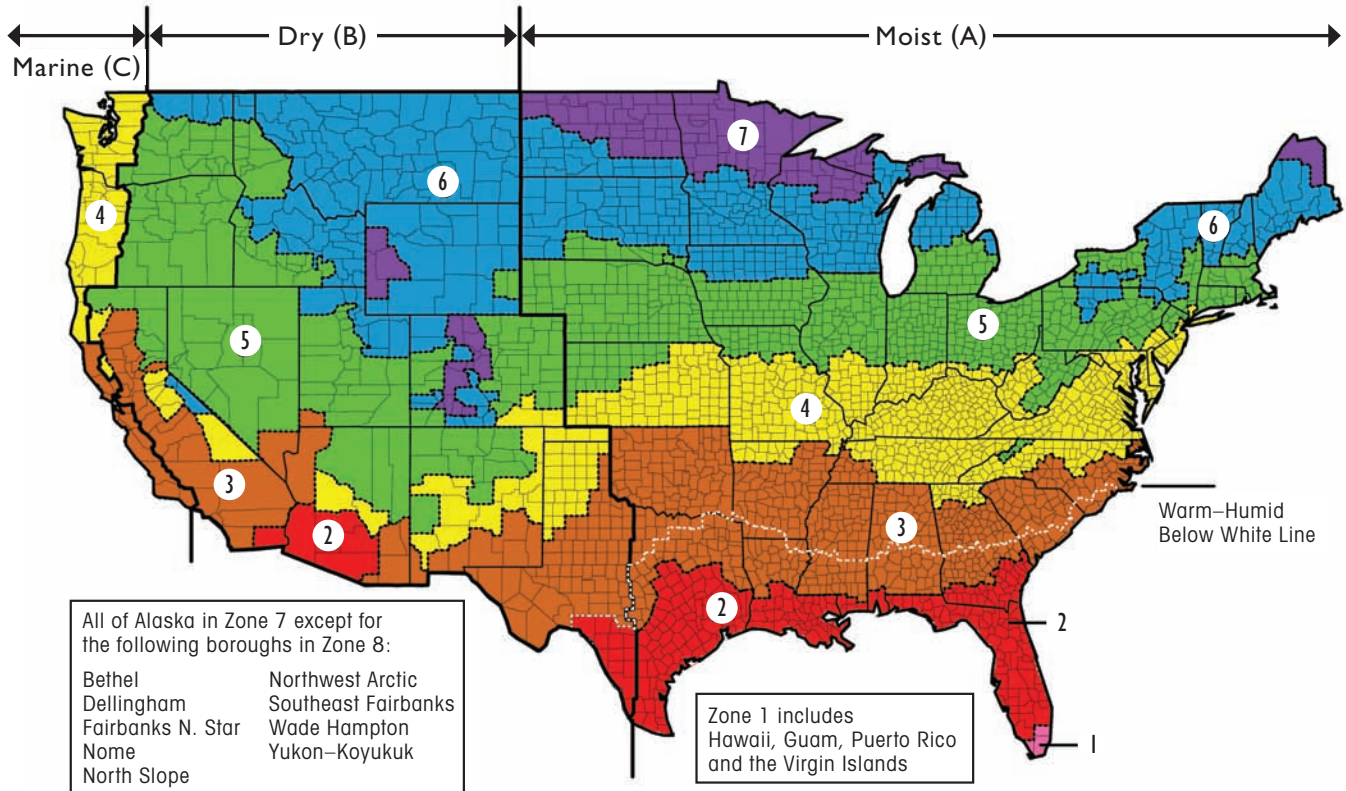 Dry (B)
Moist (A)
Marine (C)
7
6
4
6
5
5
4
3
3
2
2
2
1
Warm–Humid
Below White Line
All of Alaska in Zone 7 except for
the following boroughs in Zone 8:
Bethel
Dellingham
Fairbanks N. Star
Nome
North Slope
Northwest Arctic
Southeast Fairbanks
Wade Hampton
Yukon–Koyukuk
Zone 1 includes
Hawaii, Guam, Puerto Rico
and the Virgin Islands